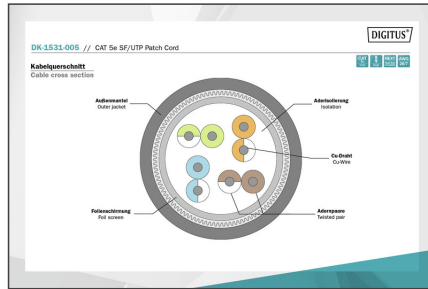 DIGITUS®
DK-1531-005 // CAT 5e SF/UTP Patch Cord
Kabelquerschnitt
Cable cross section
Außenmantel
Outer jacket
Aderisolierung
Isolation
Cu-Draht
Cu-Wire
Folienschirmung
Foil screen
Adernpaare
Twisted pair